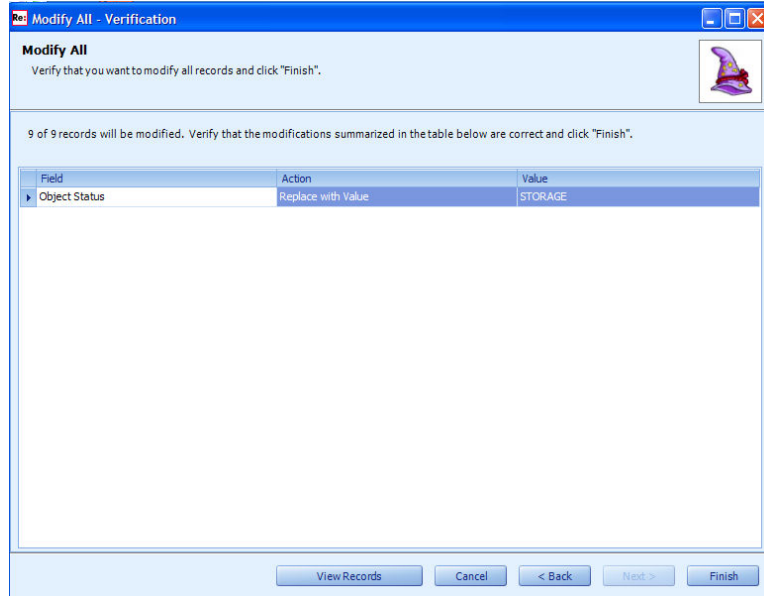 Re: Modify All - Verification
Modify All
Verify that you want to modify all records and click "Finish".
9 of 9 records will be modified. Verify that the modifications summarized in the table below are correct and click "Finish".
Field Action Value
Object Status Replace with Value STORAGE
View Records Cancel < Back Next > Finish